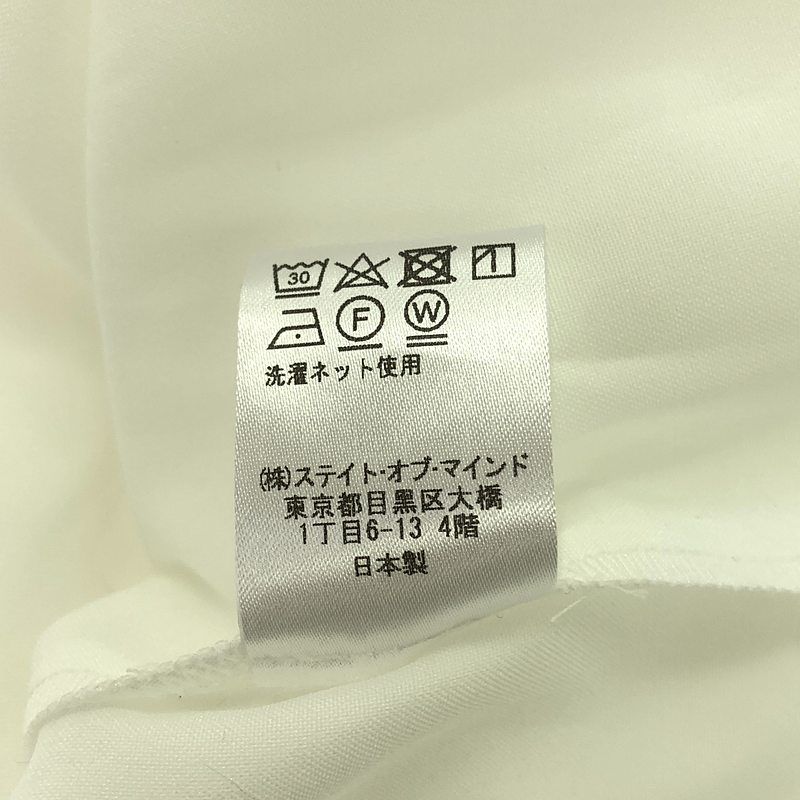 30
F W
洗濯ネット使用
(株)ステイト・オブ・マインド
東京都目黒区大橋
1丁目6-13 4階
日本製